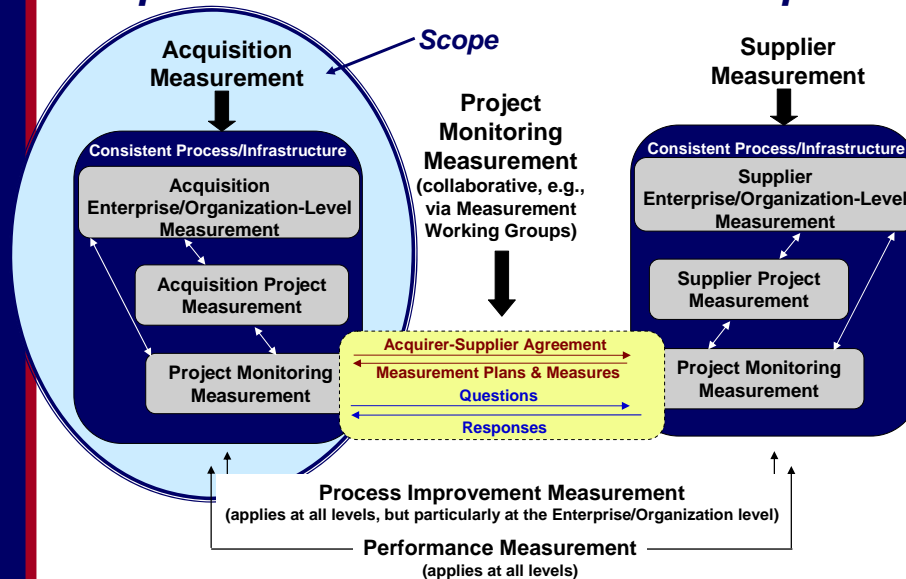 Scope
Acquisition
Measurement
Supplier
Measurement
Project
Monitoring
Measurement
(collaborative, e.g.,
via Measurement
Working Groups)
Consistent Process/Infrastructure
Acquisition
Enterprise/Organization-Level
Measurement
Acquisition Project
Measurement
Project Monitoring
Measurement
Consistent Process/Infrastructure
Supplier
Enterprise/Organization-Level
Measurement
Supplier Project
Measurement
Project Monitoring
Measurement
Acquirer-Supplier Agreement
Measurement Plans & Measures
Questions
Responses
Process Improvement Measurement
(applies at all levels, but particularly at the Enterprise/Organization level)
Performance Measurement
(applies at all levels)